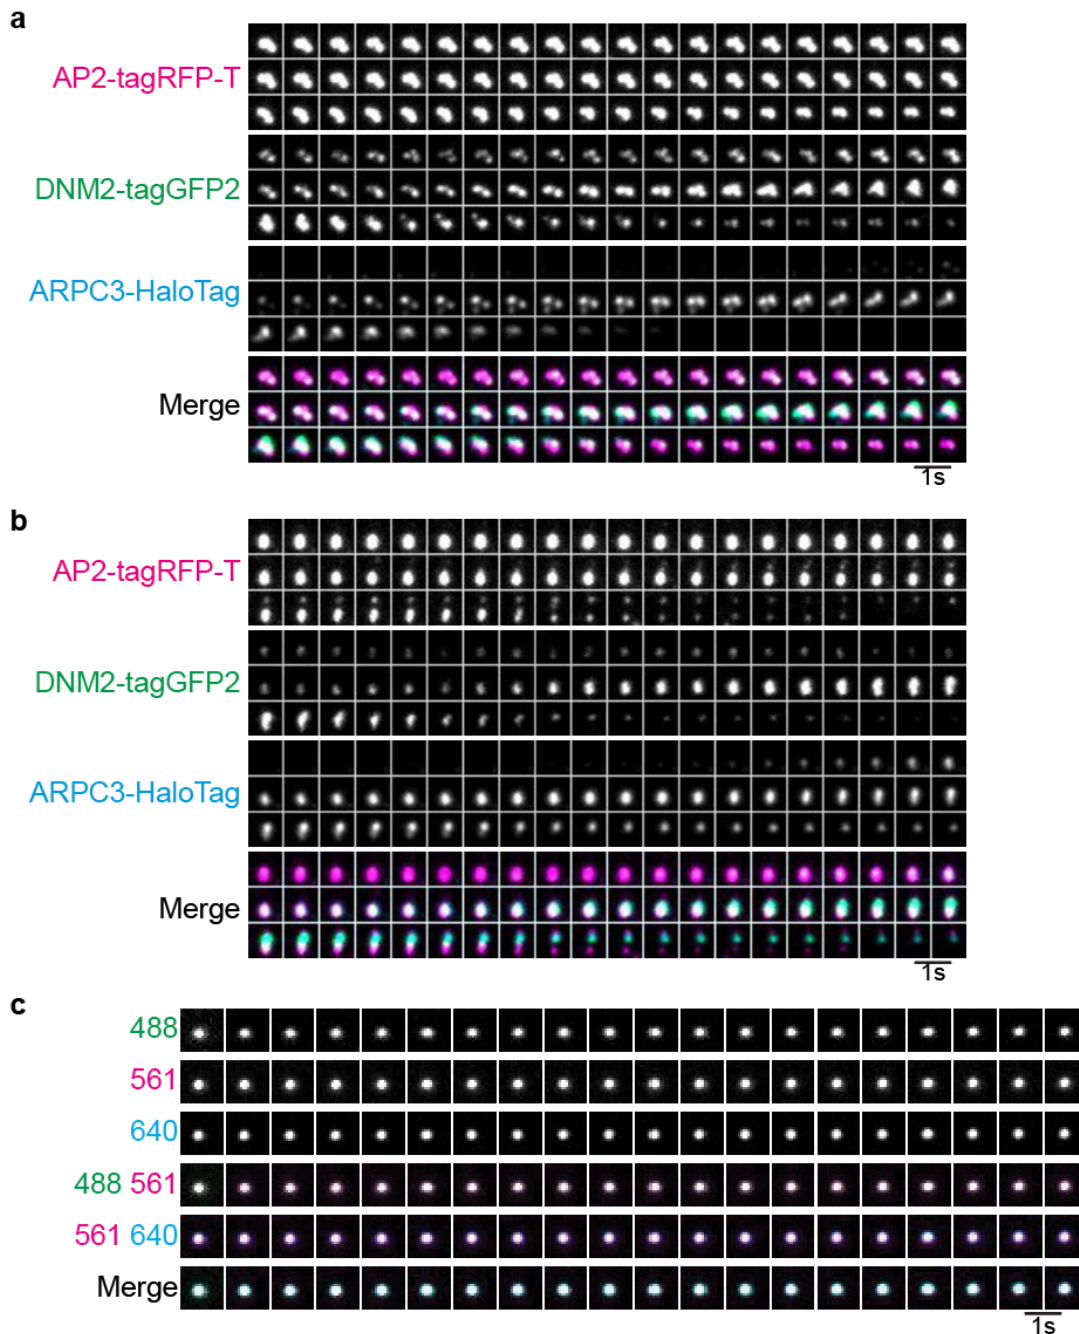 a
AP2-tagRFP-T
DNM2-tagGFP2
ARPC3-HaloTag
Merge
1s
b
AP2-tagRFP-T
DNM2-tagGFP2
ARPC3-HaloTag
Merge
1s
c
488
561
640
488 561
561 640
Merge
1s